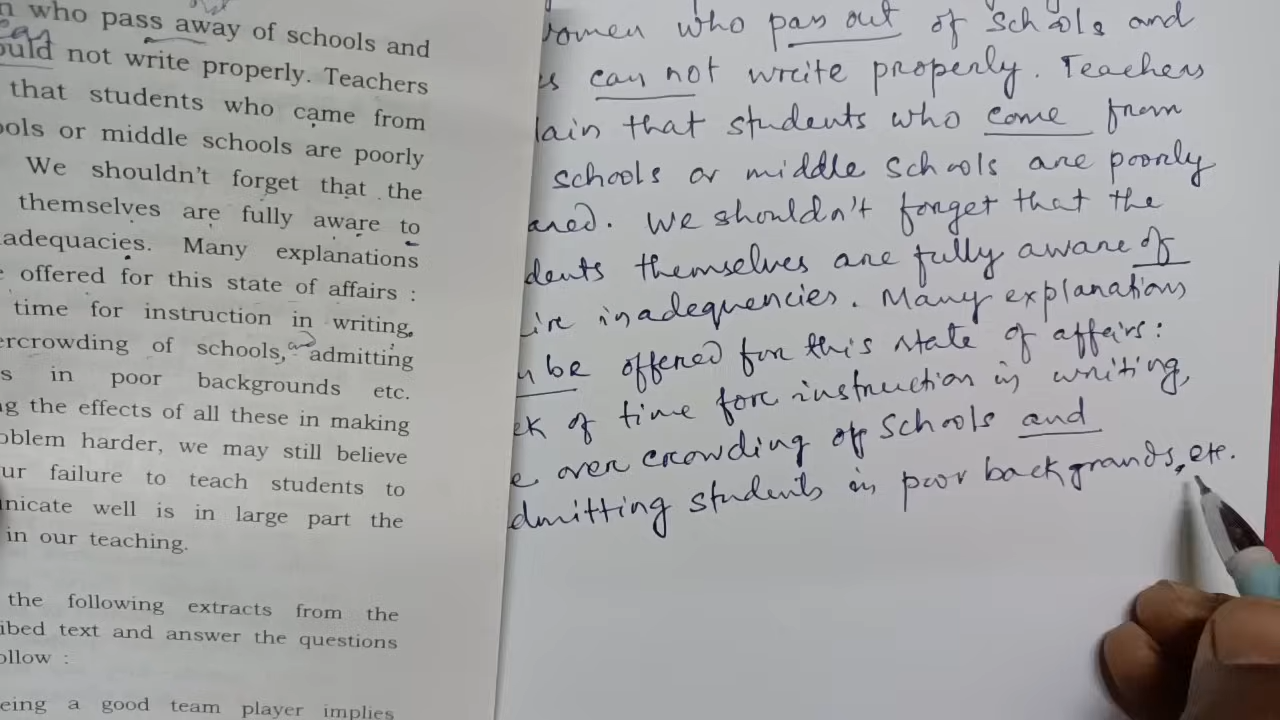 n who pass away of schools and
could not write properly. Teachers
that students who came from
ools or middle schools are poorly
We shouldn't forget that the
themselves are fully aware to
adequacies. Many explanations
e offered for this state of affairs :
time for instruction in writing,
ercrowding of schools, and admitting
s in poor backgrounds etc.
ng the effects of all these in making
oblem harder, we may still believe
ur failure to teach students to
nicate well is in large part the
in our teaching.
the following extracts from the
ibed text and answer the questions
ollow :
eing a good team player implies
women who pass out of schools and
es can not write properly. Teachers
lain that students who come from
schools or middle schools are poorly
ared. We shouldn't forget that the
dents themselves are fully aware of
inadequencies. Many explanations
n be offered for this state of affairs:
ck of time for instruction in writing,
e over crowding of schools and
dmitting students in poor backgrands, etc.